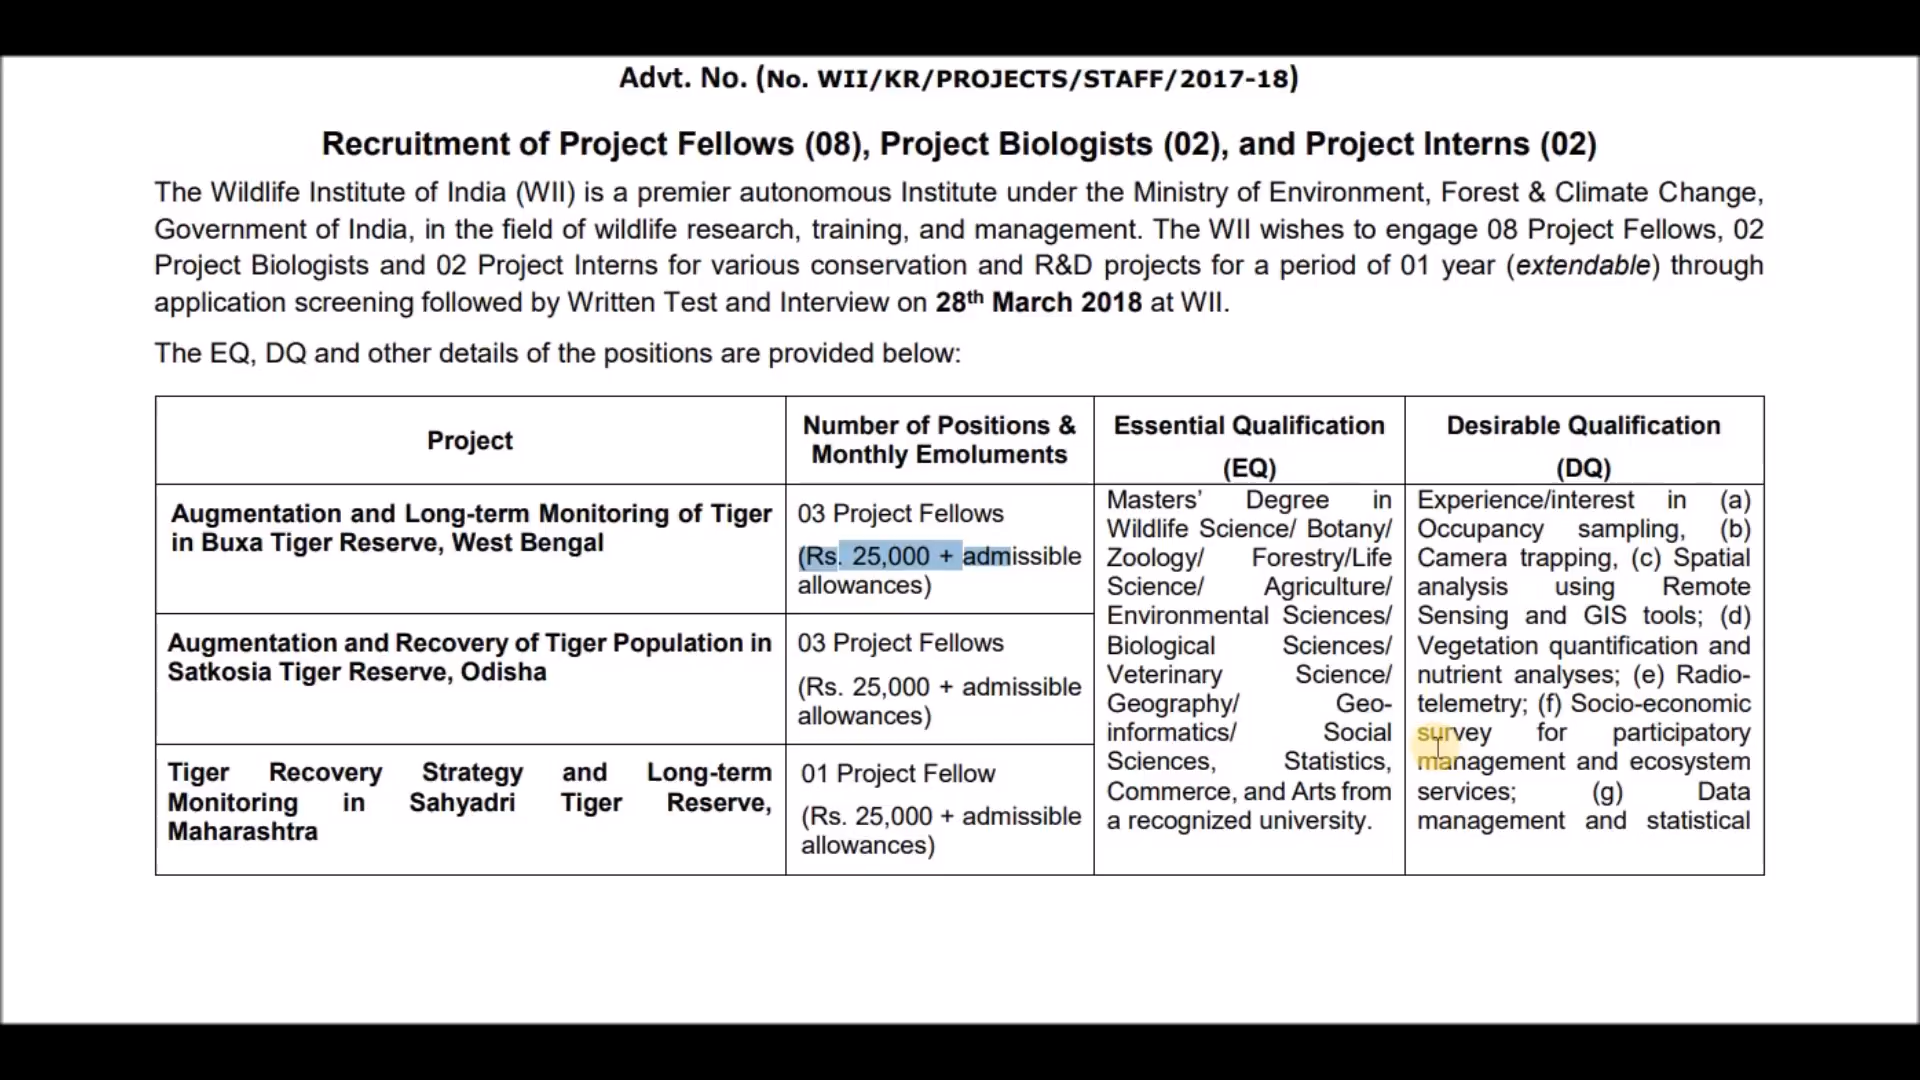 Advt. No. (No. WII/KR/PROJECTS/STAFF/2017-18)
Recruitment of Project Fellows (08), Project Biologists (02), and Project Interns (02)
The Wildlife Institute of India (WII) is a premier autonomous Institute under the Ministry of Environment, Forest & Climate Change,
Government of India, in the field of wildlife research, training, and management. The WII wishes to engage 08 Project Fellows, 02
Project Biologists and 02 Project Interns for various conservation and R&D projects for a period of 01 year (extendable) through
application screening followed by Written Test and Interview on 28th March 2018 at WII.
The EQ, DQ and other details of the positions are provided below:
Project
Number of Positions &
Monthly Emoluments
Essential Qualification
(EQ)
Desirable Qualification
(DQ)
Augmentation and Long-term Monitoring of Tiger
in Buxa Tiger Reserve, West Bengal
03 Project Fellows
(Rs. 25,000 + admissible
allowances)
Augmentation and Recovery of Tiger Population in
Satkosia Tiger Reserve, Odisha
03 Project Fellows
(Rs. 25,000 + admissible
allowances)
Tiger Recovery Strategy and Long-term
Monitoring in Sahyadri Tiger Reserve,
Maharashtra
01 Project Fellow
(Rs. 25,000 + admissible
allowances)
Masters’ Degree in
Wildlife Science/ Botany/
Zoology/ Forestry/Life
Science/ Agriculture/
Environmental Sciences/
Biological Sciences/
Veterinary Science/
Geography/ Geo-
informatics/ Social
Sciences, Statistics,
Commerce, and Arts from
a recognized university.
Experience/interest in (a)
Occupancy sampling, (b)
Camera trapping, (c) Spatial
analysis using Remote
Sensing and GIS tools; (d)
Vegetation quantification and
nutrient analyses; (e) Radio-
telemetry; (f) Socio-economic
survey for participatory
management and ecosystem
services; (g) Data
management and statistical